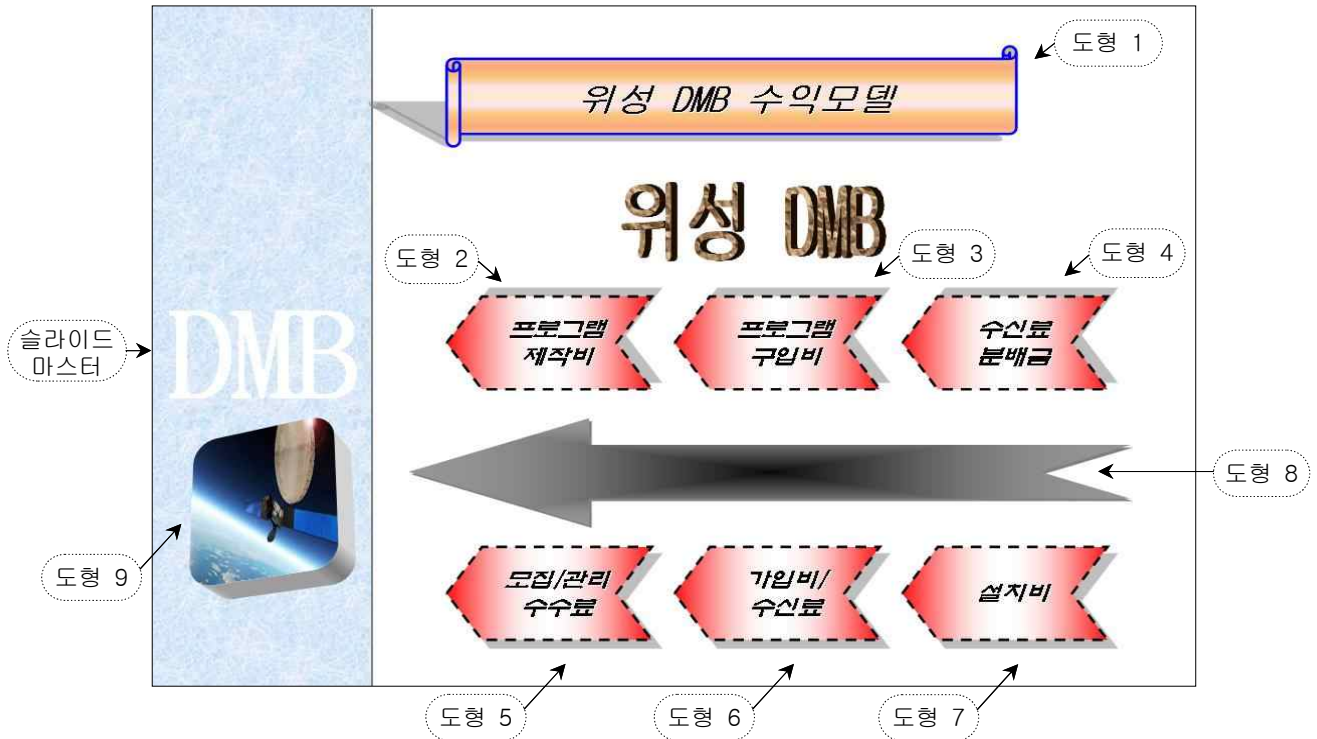 도형 1
위성 DMB 수익모델
위성 DMB
도형 2
도형 3
도형 4
프로그램
제작비
프로그램
구입비
수신료
분배금
슬라이드
마스터
DMB
도형 8
도형 9
모집/관리
수수료
가입비/
수신료
설치비
도형 5
도형 6
도형 7